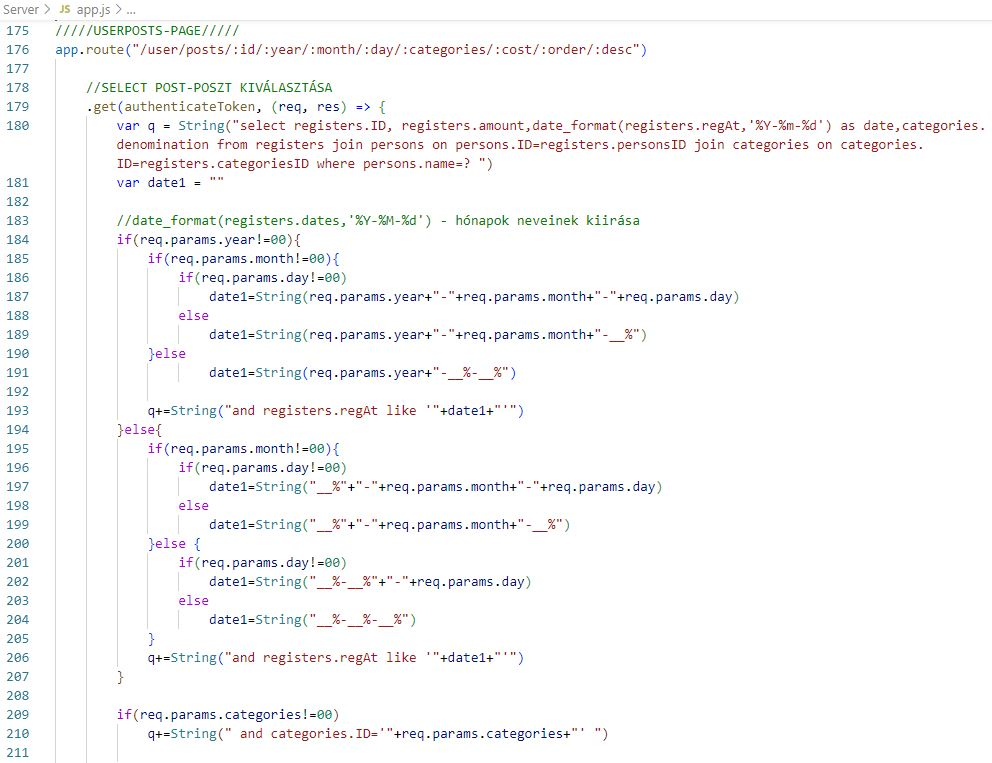 Server > JS app.js > ...
175 /////USERPOSTS-PAGE/////
176 app.route("/user/posts/:id/:year/:month/:day/:categories/:cost/:order/:desc")
177
178 //SELECT POST-POSZT KIVÁLASZTÁSA
179 .get(authenticateToken, (req, res) => {
180 var q = String("select registers.ID, registers.amount,date_format(registers.regAt,'%Y-%m-%d') as date,categories.
denomination from registers join persons on persons.ID=registers.personsID join categories on categories.
ID=registers.categoriesID where persons.name=? ")
181 var date1 = ""
182
183 //date_format(registers.dates,'%Y-%M-%d') - hónapok neveinek kiirása
184 if(req.params.year!=00){
185 if(req.params.month!=00){
186 if(req.params.day!=00)
187 date1=String(req.params.year+"-"+req.params.month+"-"+req.params.day)
188 else
189 date1=String(req.params.year+"-"+req.params.month+"-__%")
190 }else
191 date1=String(req.params.year+"-__%-__%")
192
193 q+=String("and registers.regAt like '"+date1+"'")
194 }else{
195 if(req.params.month!=00){
196 if(req.params.day!=00)
197 date1=String("__%"+"-"+req.params.month+"-"+req.params.day)
198 else
199 date1=String("__%"+"-"+req.params.month+"-__%")
200 }else {
201 if(req.params.day!=00)
202 date1=String("__%-__%"+"-"+req.params.day)
203 else
204 date1=String("__%-__%-__%")
205 }
206 q+=String("and registers.regAt like '"+date1+"'")
207 }
208
209 if(req.params.categories!=00)
210 q+=String(" and categories.ID='"+req.params.categories+"' ")
211